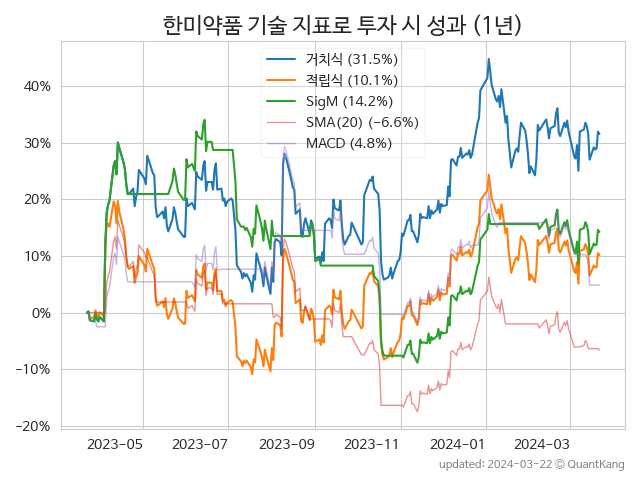 한미약품 기술 지표로 투자 시 성과 (1년)
거치식 (31.5%)
적립식 (10.1%)
SigM (14.2%)
SMA(20) (−6.6%)
MACD (4.8%)
40%
30%
20%
10%
0%
−10%
−20%
2023-05 2023-07 2023-09 2023-11 2024-01 2024-03
updated: 2024-03-22 © QuantKang